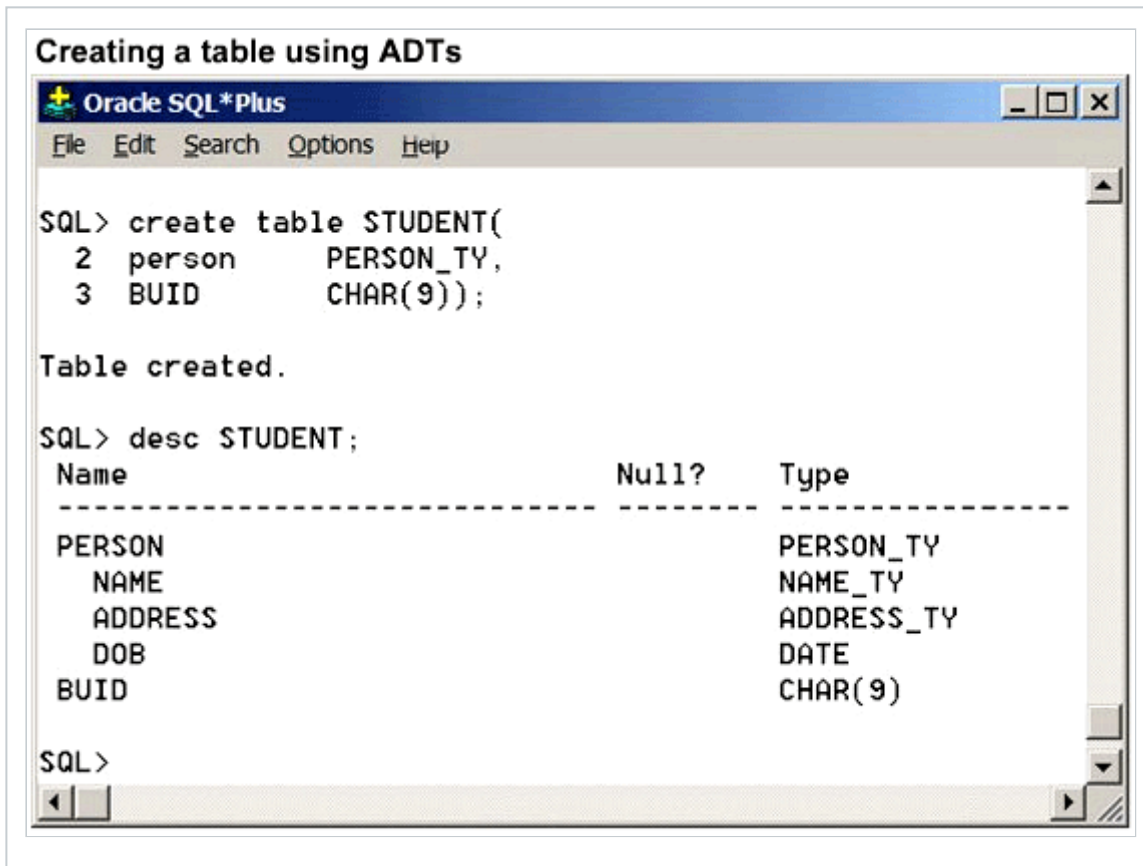 Creating a table using ADTs
Oracle SQL*Plus
File Edit Search Options Help
SQL> create table STUDENT(
2 person PERSON_TY,
3 BUID CHAR(9));
Table created.
SQL> desc STUDENT;
Name Null? Type
------------------------------ -------- ----------------
PERSON PERSON_TY
NAME NAME_TY
ADDRESS ADDRESS_TY
DOB DATE
BUID CHAR(9)
SQL>